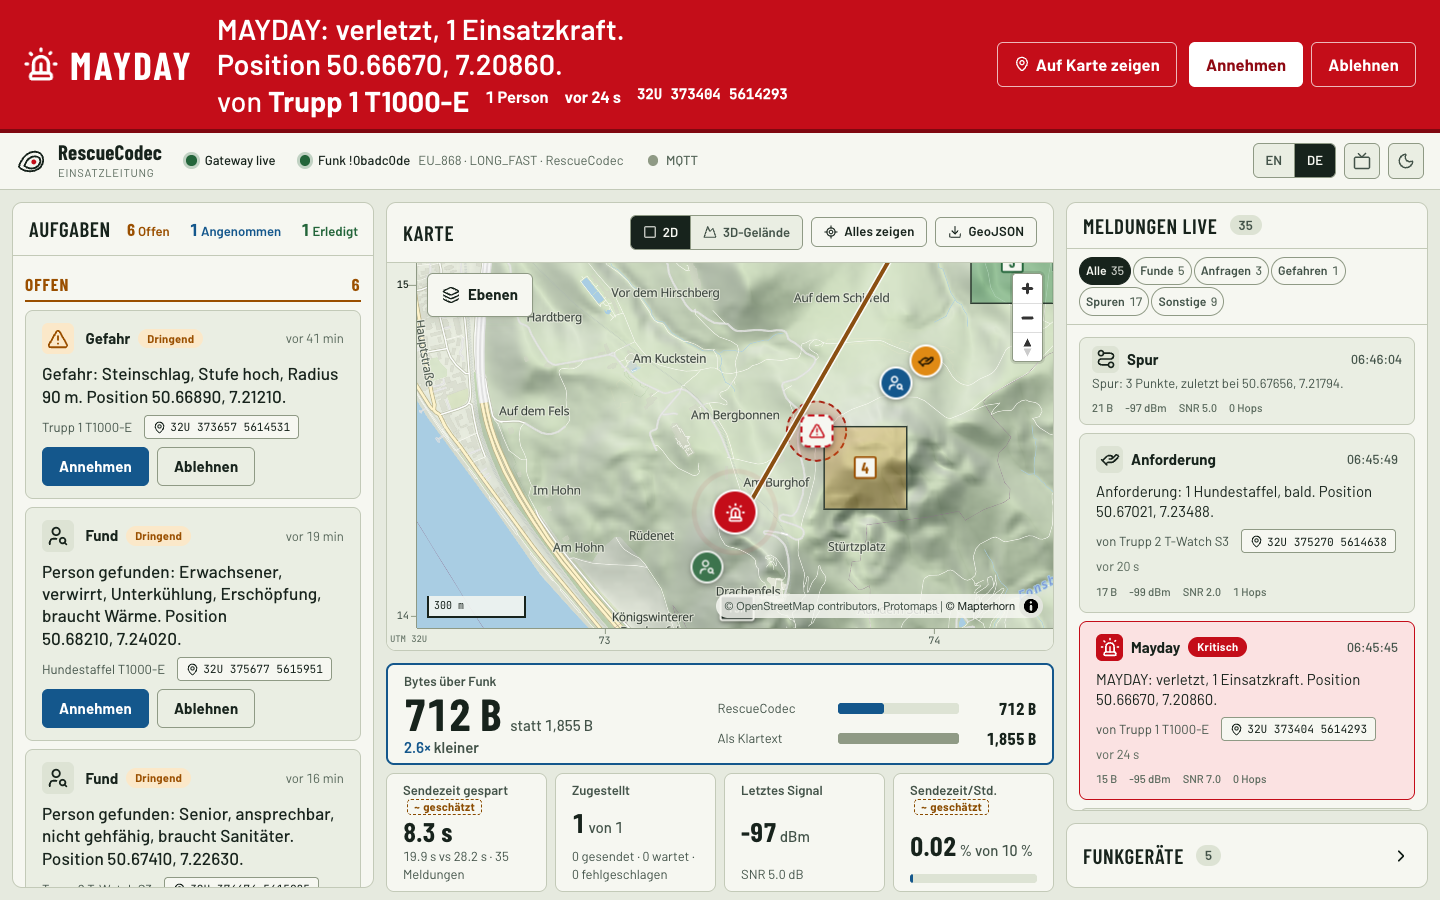 MAYDAY
MAYDAY: verletzt, 1 Einsatzkraft.
Position 50.66670, 7.20860.
von Trupp 1 T1000-E 1 Person vor 24 s 32U 373404 5614293
Auf Karte zeigen
Annehmen
Ablehnen
RescueCodec
EINSATZLEITUNG
Gateway live
Funk !0badc0de EU_868 · LONG_FAST · RescueCodec
MQTT
EN DE
AUFGABEN 6 Offen 1 Angenommen 1 Erledigt
OFFEN 6
Gefahr Dringend vor 41 min
Gefahr: Steinschlag, Stufe hoch, Radius
90 m. Position 50.66890, 7.21210.
Trupp 1 T1000-E 32U 373657 5614531
Annehmen Ablehnen
Fund Dringend vor 19 min
Person gefunden: Erwachsener,
verwirrt, Unterkühlung, Erschöpfung,
braucht Wärme. Position
50.68210, 7.24020.
Hundestaffel T1000-E 32U 375677 5615951
Annehmen Ablehnen
Fund Dringend vor 16 min
Person gefunden: Senior, ansprechbar,
nicht gehfähig, braucht Sanitäter.
Position 50.67410, 7.22630.
KARTE
2D 3D-Gelände
Alles zeigen
GeoJSON
15
Ebenen
Vor dem Hirschberg
Auf dem Schießfeld
Hardtberg
Hauptstraße
Am Kuckstein
Auf dem Fels
Am Bergbonnen
4
Am Burghof
Im Hohn
Rüdenet
Am Hohn
Stürtzplatz
Drachenfels
300 m
Königswinterer
© OpenStreetMap contributors, Protomaps | © Mapterhorn
14
UTM 32U
73
74
Bytes über Funk
712 B statt 1,855 B
2.6× kleiner
RescueCodec 712 B
Als Klartext 1,855 B
Sendezeit gespart
~ geschätzt
8.3 s
19.9 s vs 28.2 s · 35
Meldungen
Zugestellt
1 von 1
0 gesendet · 0 wartet ·
0 fehlgeschlagen
Letztes Signal
-97 dBm
SNR 5.0 dB
Sendezeit/Std.
~ geschätzt
0.02 % von 10 %
MELDUNGEN LIVE 35
Alle 35 Funde 5 Anfragen 3 Gefahren 1
Spuren 17 Sonstige 9
Spur 06:46:04
Spur: 3 Punkte, zuletzt bei 50.67656, 7.21794.
21 B -97 dBm SNR 5.0 0 Hops
Anforderung 06:45:49
Anforderung: 1 Hundestaffel, bald. Position
50.67021, 7.23488.
von Trupp 2 T-Watch S3 32U 375270 5614638
vor 20 s
17 B -99 dBm SNR 2.0 1 Hops
Mayday Kritisch 06:45:45
MAYDAY: verletzt, 1 Einsatzkraft. Position
50.66670, 7.20860.
von Trupp 1 T1000-E 32U 373404 5614293
vor 24 s
15 B -95 dBm SNR 7.0 0 Hops
FUNKGERÄTE 5